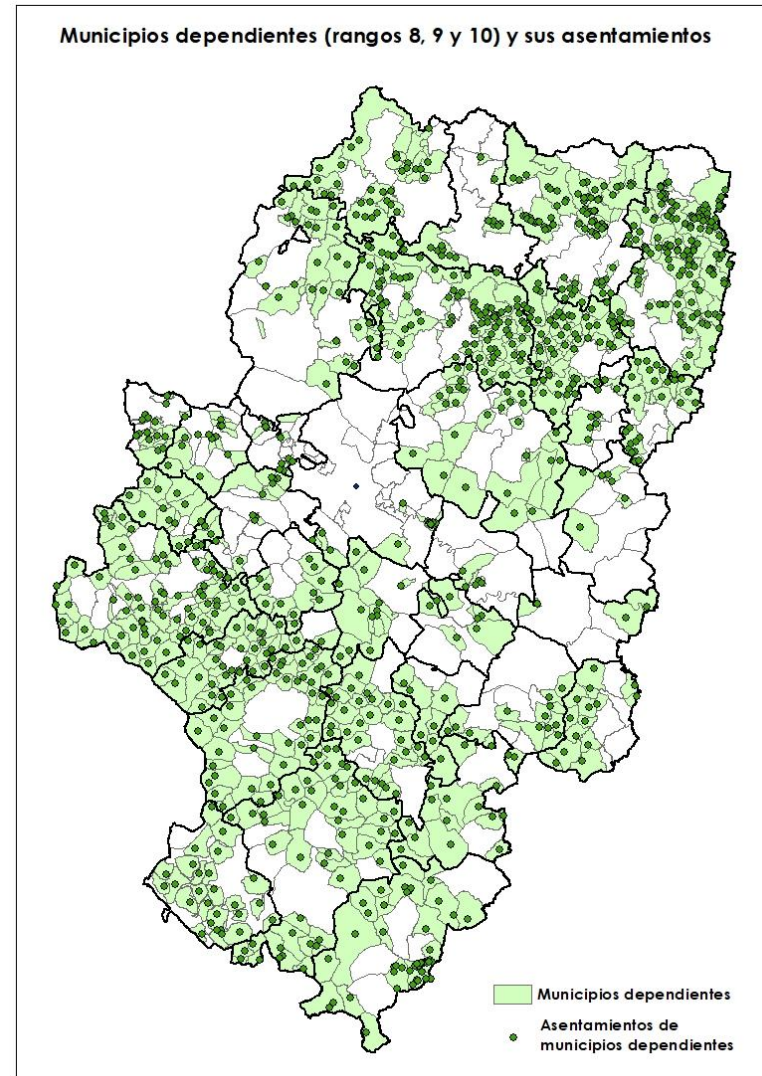 Municipios dependientes (rangos 8, 9 y 10) y sus asentamientos
Municipios dependientes
Asentamientos de
municipios dependientes